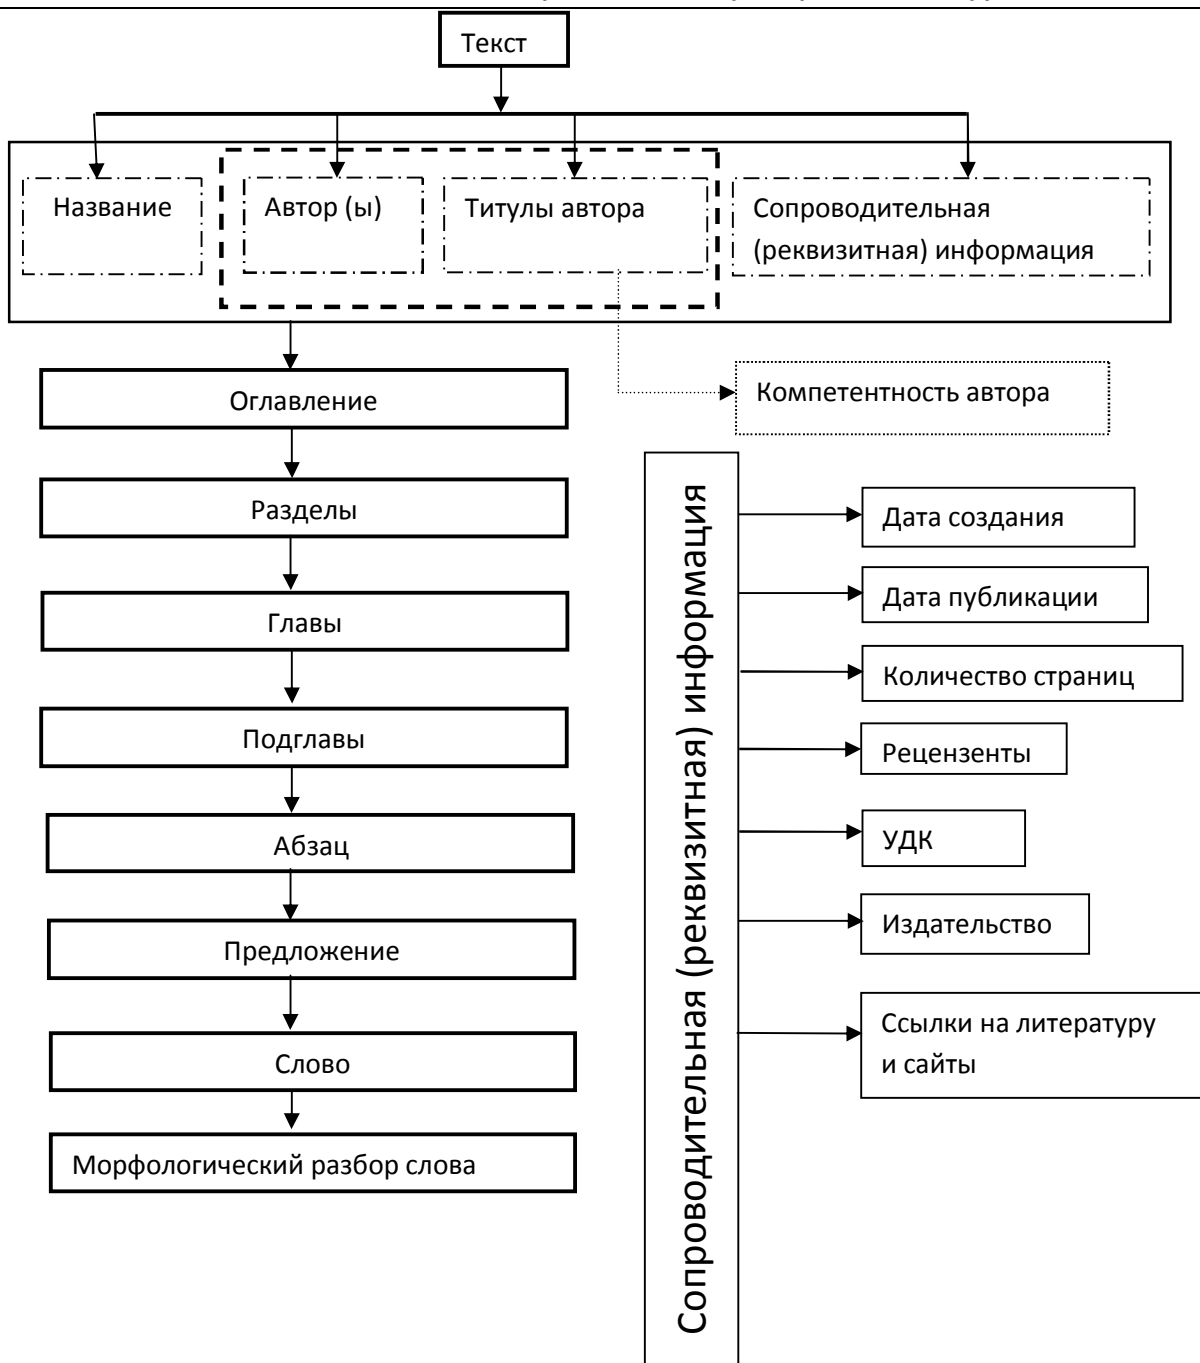 Текст
Название
Автор (ы)
Титулы автора
Сопроводительная
(реквизитная) информация
Оглавление
Компетентность автора
Разделы
Главы
Подглавы
Абзац
Предложение
Слово
Морфологический разбор слова
Сопроводительная (реквизитная) информация
Дата создания
Дата публикации
Количество страниц
Рецензенты
УДК
Издательство
Ссылки на литературу
и сайты